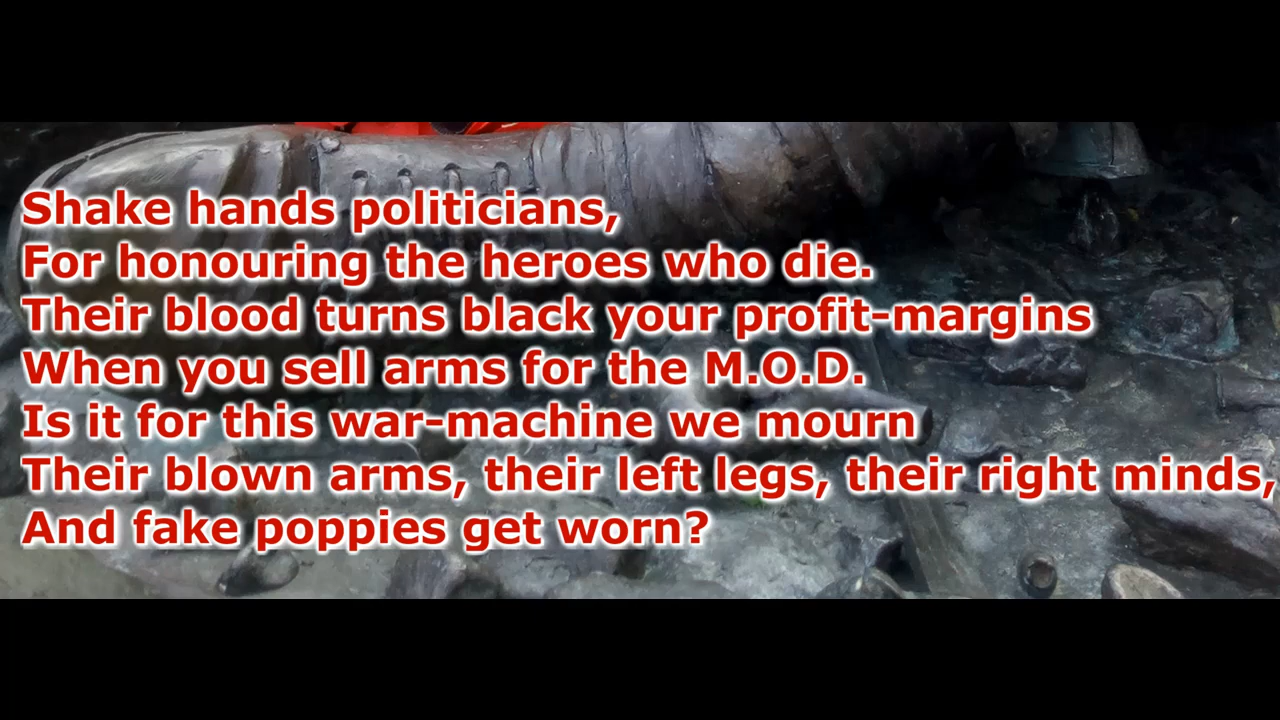 Shake hands politicians,
For honouring the heroes who die.
Their blood turns black your profit-margins
When you sell arms for the M.O.D.
Is it for this war-machine we mourn
Their blown arms, their left legs, their right minds,
And fake poppies get worn?